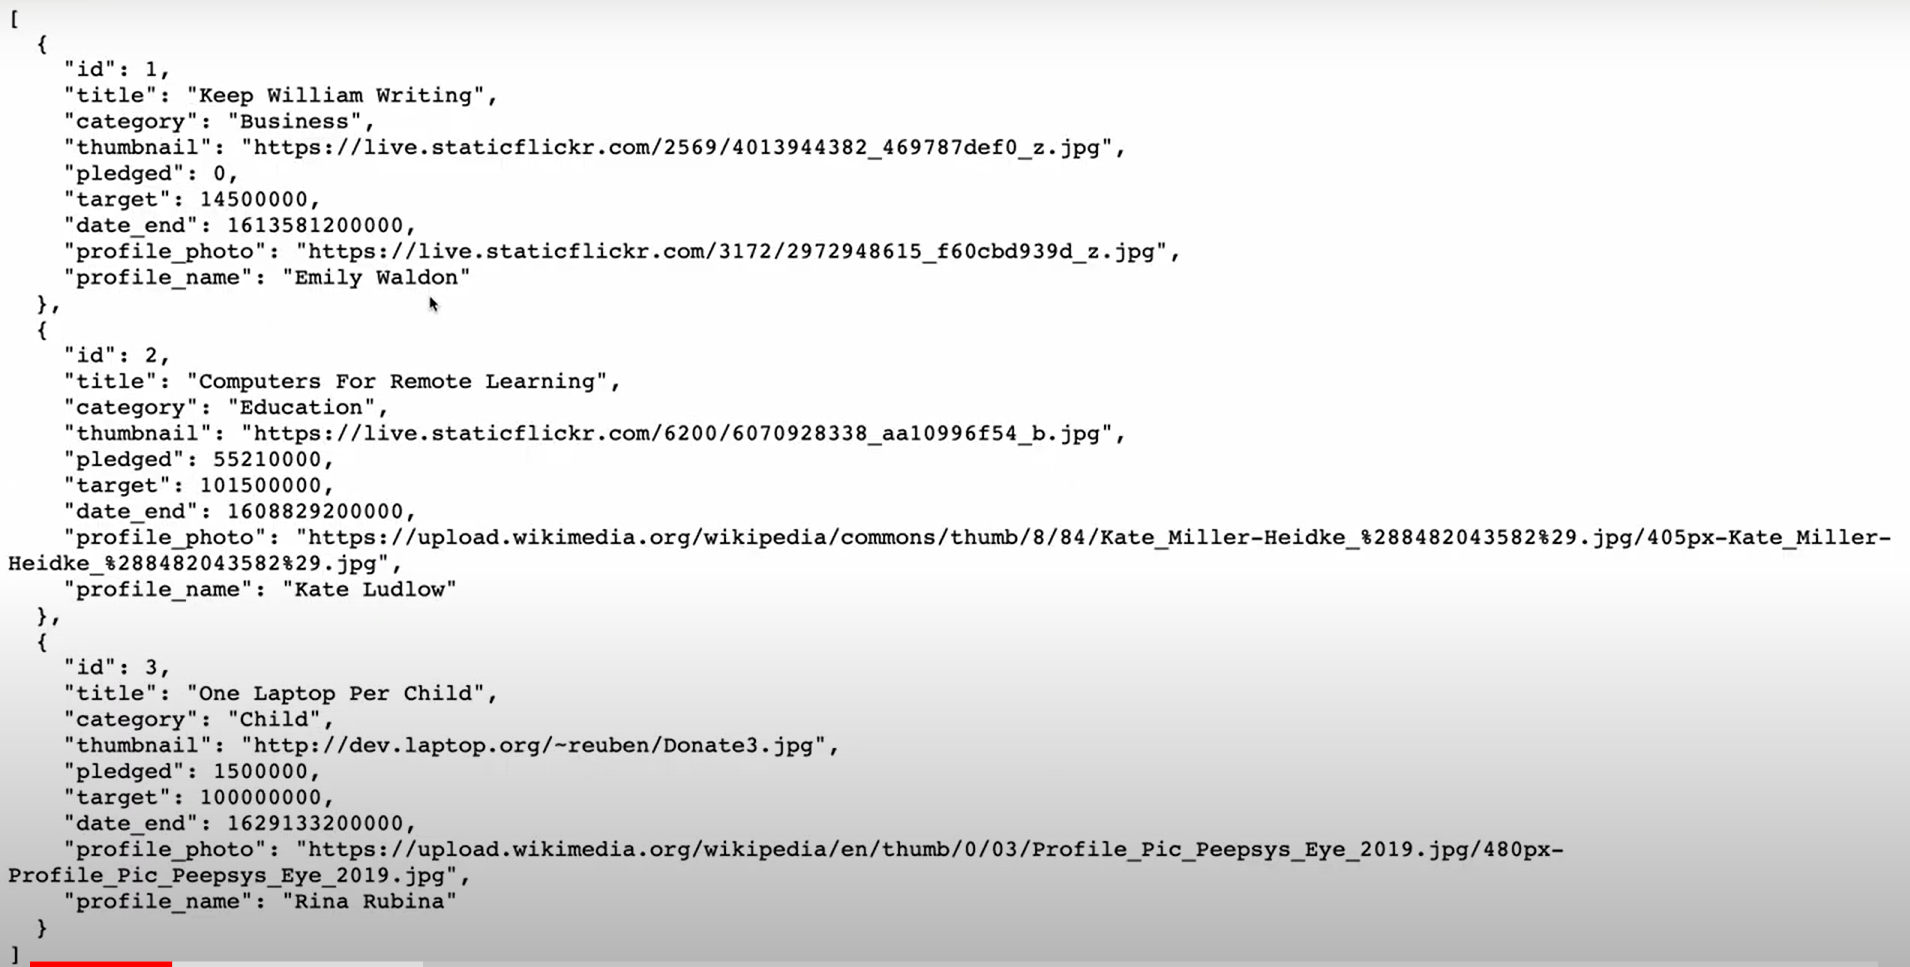 [
  {
    "id": 1,
    "title": "Keep William Writing",
    "category": "Business",
    "thumbnail": "https://live.staticflickr.com/2569/4013944382_469787def0_z.jpg",
    "pledged": 0,
    "target": 14500000,
    "date_end": 1613581200000,
    "profile_photo": "https://live.staticflickr.com/3172/2972948615_f60cbd939d_z.jpg",
    "profile_name": "Emily Waldon"
  },
  {
    "id": 2,
    "title": "Computers For Remote Learning",
    "category": "Education",
    "thumbnail": "https://live.staticflickr.com/6200/6070928338_aa10996f54_b.jpg",
    "pledged": 55210000,
    "target": 101500000,
    "date_end": 1608829200000,
    "profile_photo": "https://upload.wikimedia.org/wikipedia/commons/thumb/8/84/Kate_Miller-Heidke_%288482043582%29.jpg/405px-Kate_Miller-
Heidke_%288482043582%29.jpg",
    "profile_name": "Kate Ludlow"
  },
  {
    "id": 3,
    "title": "One Laptop Per Child",
    "category": "Child",
    "thumbnail": "http://dev.laptop.org/~reuben/Donate3.jpg",
    "pledged": 1500000,
    "target": 100000000,
    "date_end": 1629133200000,
    "profile_photo": "https://upload.wikimedia.org/wikipedia/en/thumb/0/03/Profile_Pic_Peepsys_Eye_2019.jpg/480px-
Profile_Pic_Peepsys_Eye_2019.jpg",
    "profile_name": "Rina Rubina"
  }
]